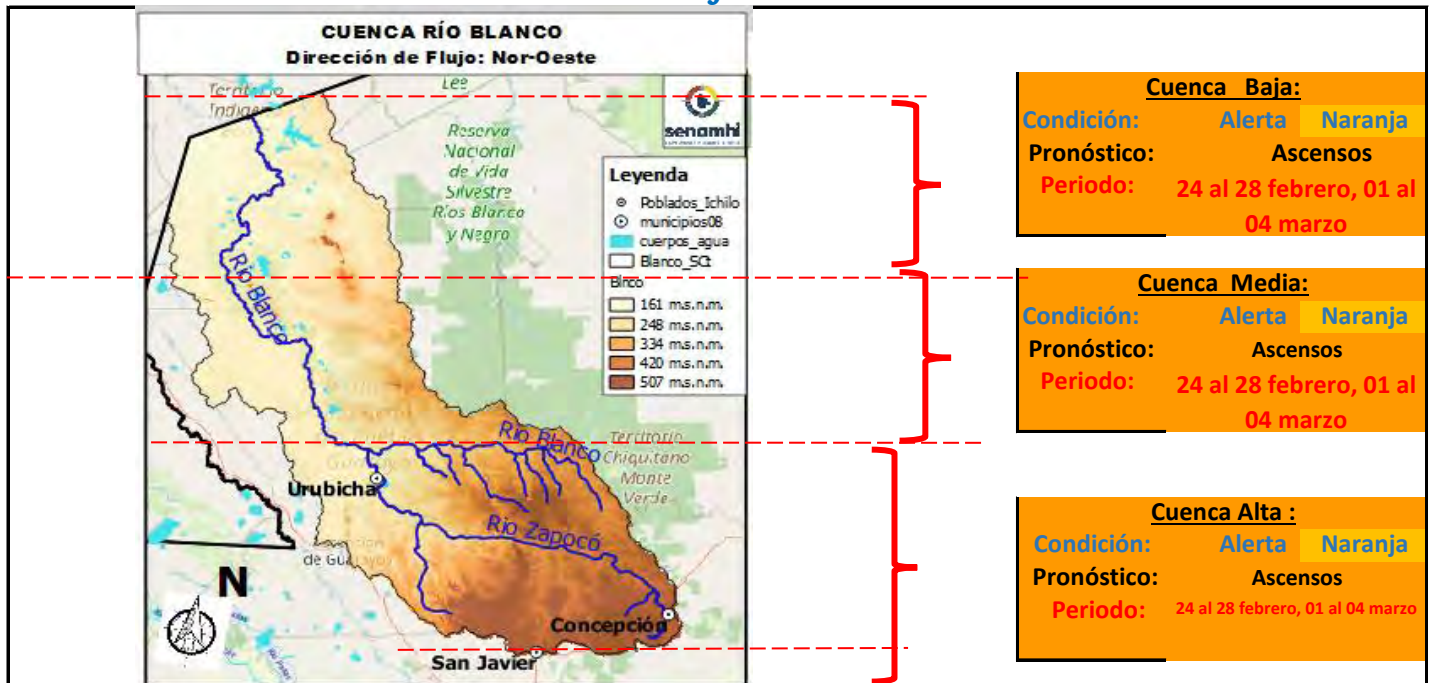 CUENCA RÍO BLANCO
Dirección de Flujo: Nor-Oeste
Lee
Reserva
Nacional
de Vida
Silvestre
Ríos Blanco
y Negro
senamhi
Leyenda
Poblados_Ichilo
municipios08
cuerpos_agua
Blanco_SCz
Blnco
161 m.s.n.m.
248 m.s.n.m.
334 m.s.n.m.
420 m.s.n.m.
507 m.s.n.m.
Río Blanco
Río Blanco
Territorio
Chiquitano
Monte
Verde
Urubicha
Río Zapocó
de
N
Concepción
San Javier
Cuenca Baja:
Condición: Alerta Naranja
Pronóstico: Ascensos
Periodo: 24 al 28 febrero, 01 al
04 marzo
Cuenca Media:
Condición: Alerta Naranja
Pronóstico: Ascensos
Periodo: 24 al 28 febrero, 01 al
04 marzo
Cuenca Alta :
Condición: Alerta Naranja
Pronóstico: Ascensos
Periodo: 24 al 28 febrero, 01 al 04 marzo